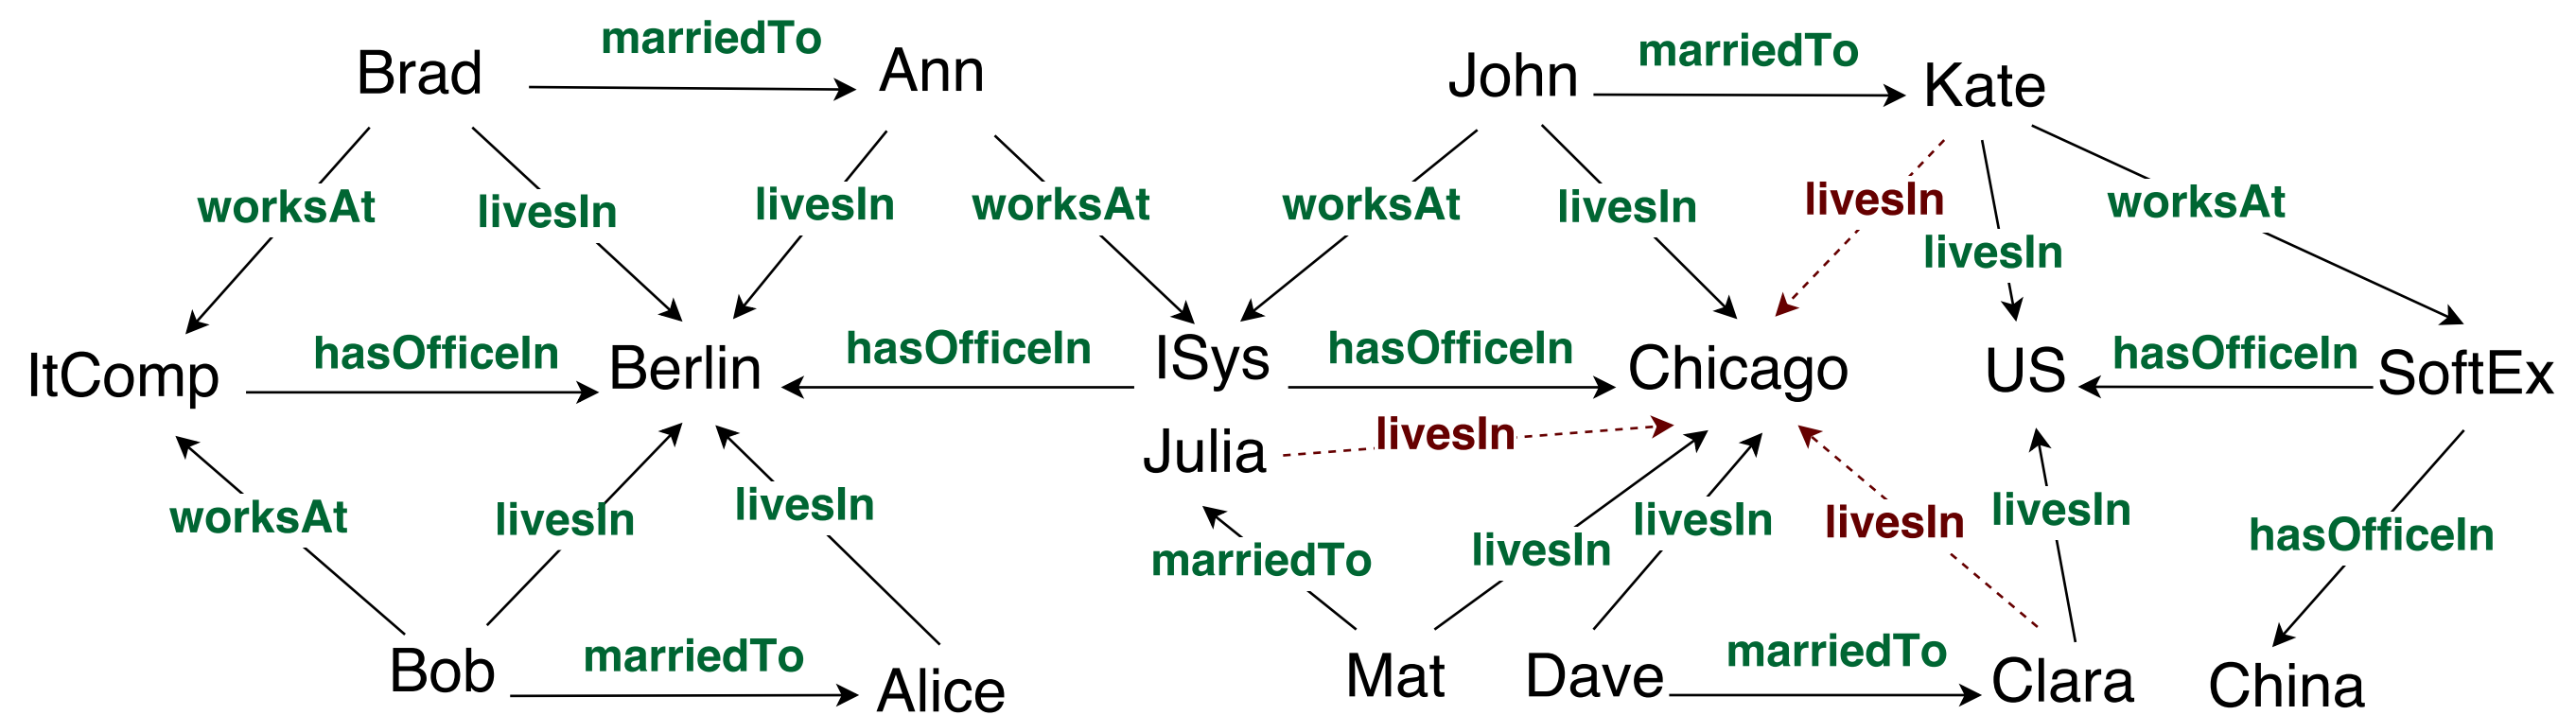 marriedTo
marriedTo
Brad
Ann
John
Kate
worksAt
livesIn
livesIn
worksAt
worksAt
livesIn
livesIn
livesIn
worksAt
ItComp
hasOfficeIn
Berlin
hasOfficeIn
ISys
hasOfficeIn
Chicago
US
hasOfficeIn
SoftEx
Julia
livesIn
worksAt
livesIn
livesIn
marriedTo
livesIn
livesIn
livesIn
livesIn
hasOfficeIn
Bob
marriedTo
Alice
Mat
Dave
marriedTo
Clara
China